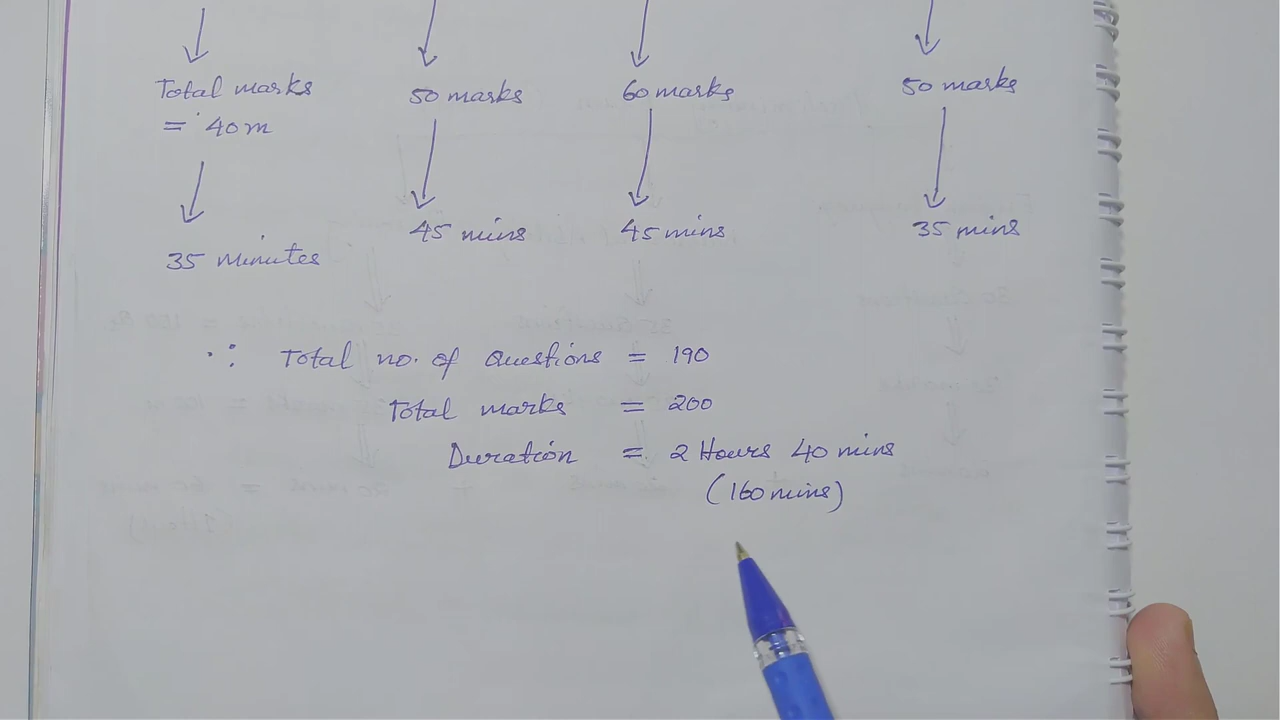 Total marks
= 40m
50 marks
60 marks
50 marks
35 minutes
45 mins
45 mins
35 mins
∴ Total no. of Questions = 190
Total marks = 200
Duration = 2 Hours 40 mins
(160 mins)